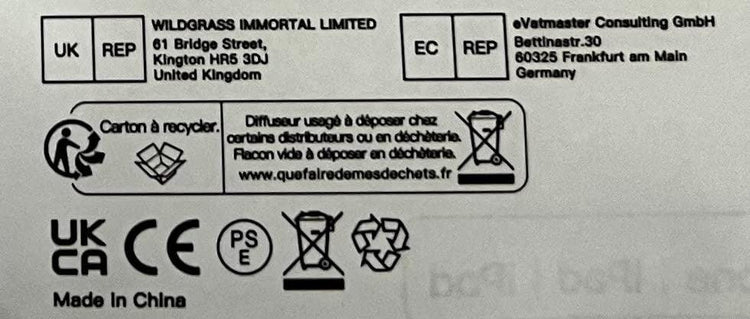 UK REP
WILDGRASS IMMORTAL LIMITED
61 Bridge Street,
Kington HR5 3DJ
United Kingdom
EC REP
eVatmaster Consulting GmbH
Bettinastr.30
60325 Frankfurt am Main
Germany
Carton à recycler.
Diffuseur usagé à déposer chez
certains distributeurs ou en déchèterie.
Flacon vide à déposer en déchèterie.
www.quefairedemesdechets.fr
UK
CA
CE
PS
E
Made In China
iPad iPod